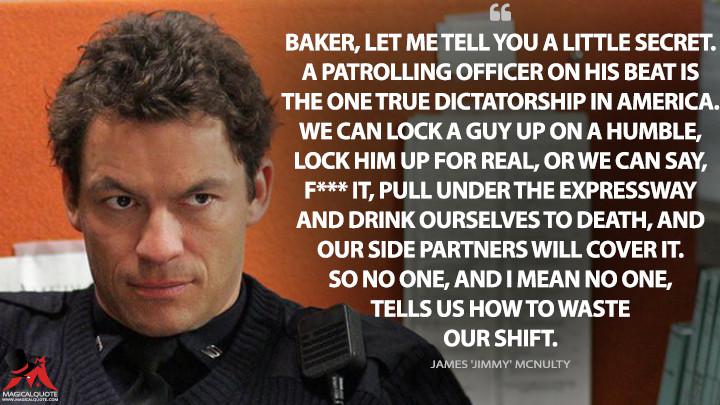 BAKER, LET ME TELL YOU A LITTLE SECRET.
A PATROLLING OFFICER ON HIS BEAT IS
THE ONE TRUE DICTATORSHIP IN AMERICA.
WE CAN LOCK A GUY UP ON A HUMBLE,
LOCK HIM UP FOR REAL, OR WE CAN SAY,
F*** IT, PULL UNDER THE EXPRESSWAY
AND DRINK OURSELVES TO DEATH, AND
OUR SIDE PARTNERS WILL COVER IT.
SO NO ONE, AND I MEAN NO ONE,
TELLS US HOW TO WASTE
OUR SHIFT.
JAMES 'JIMMY' MCNULTY
MAGICALQUOTE
WWW.MAGICALQUOTE.COM